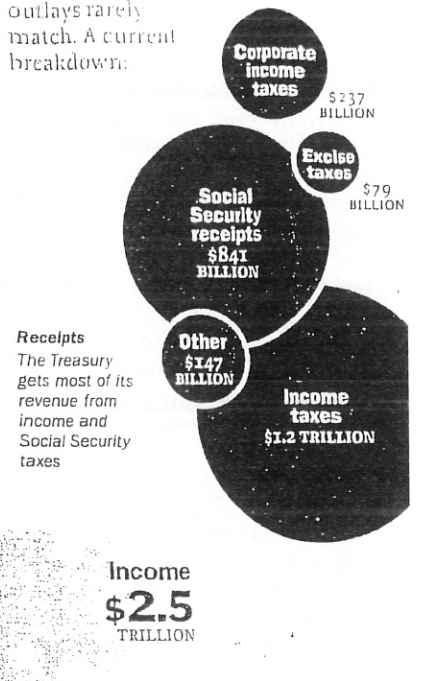 outlays rarely
match. A current
breakdown:
Corporate
income
taxes
$237
BILLION
Excise
taxes
$79
BILLION
Social
Security
receipts
$841
BILLION
Other
$147
BILLION
Income
taxes
$1.2 TRILLION
Receipts
The Treasury
gets most of its
revenue from
income and
Social Security
taxes
Income
$2.5
TRILLION